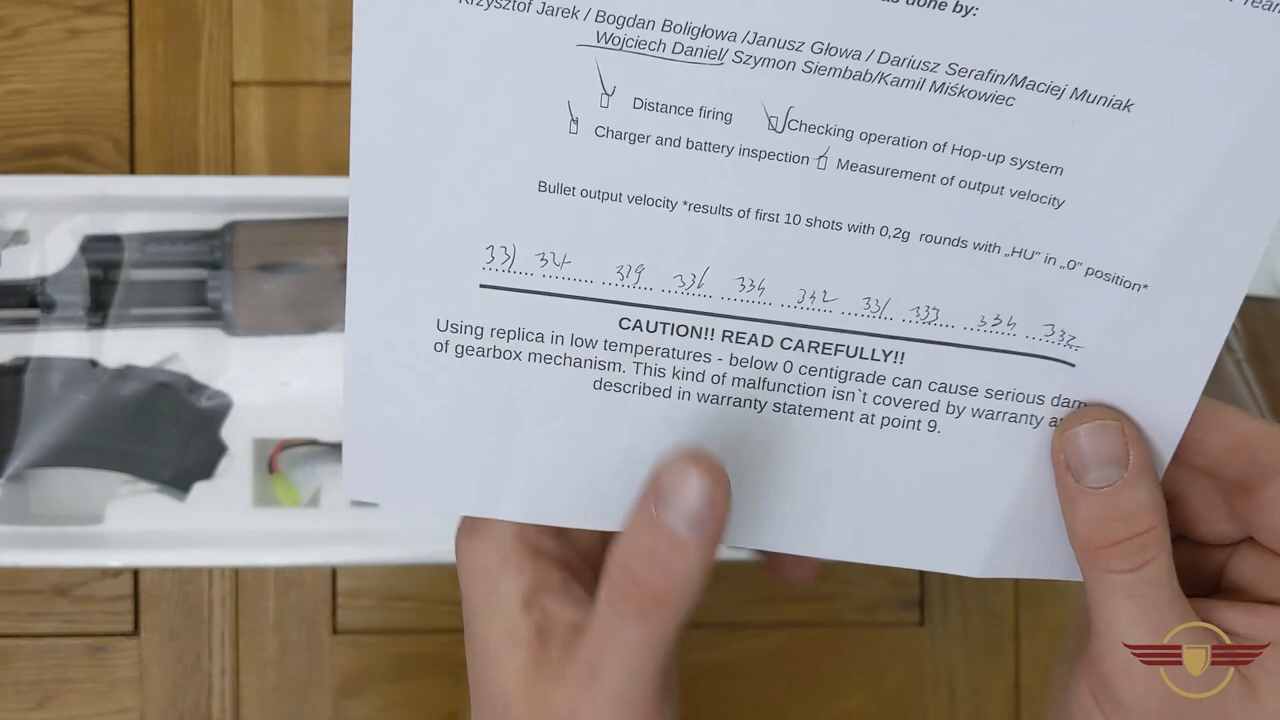 as done by:
Krzysztof Jarek / Bogdan Boligłowa /Janusz Głowa / Dariusz Serafin/Maciej Muniak
Wojciech Daniel/ Szymon Siembab/Kamil Miśkowiec
Distance firing Checking operation of Hop-up system
Charger and battery inspection Measurement of output velocity
Bullet output velocity *results of first 10 shots with 0,2g rounds with „HU” in „0” position*
331 329 336 334 342 331 333 334 332
CAUTION!! READ CAREFULLY!!
Using replica in low temperatures - below 0 centigrade can cause serious dam
of gearbox mechanism. This kind of malfunction isn`t covered by warranty a
described in warranty statement at point 9.